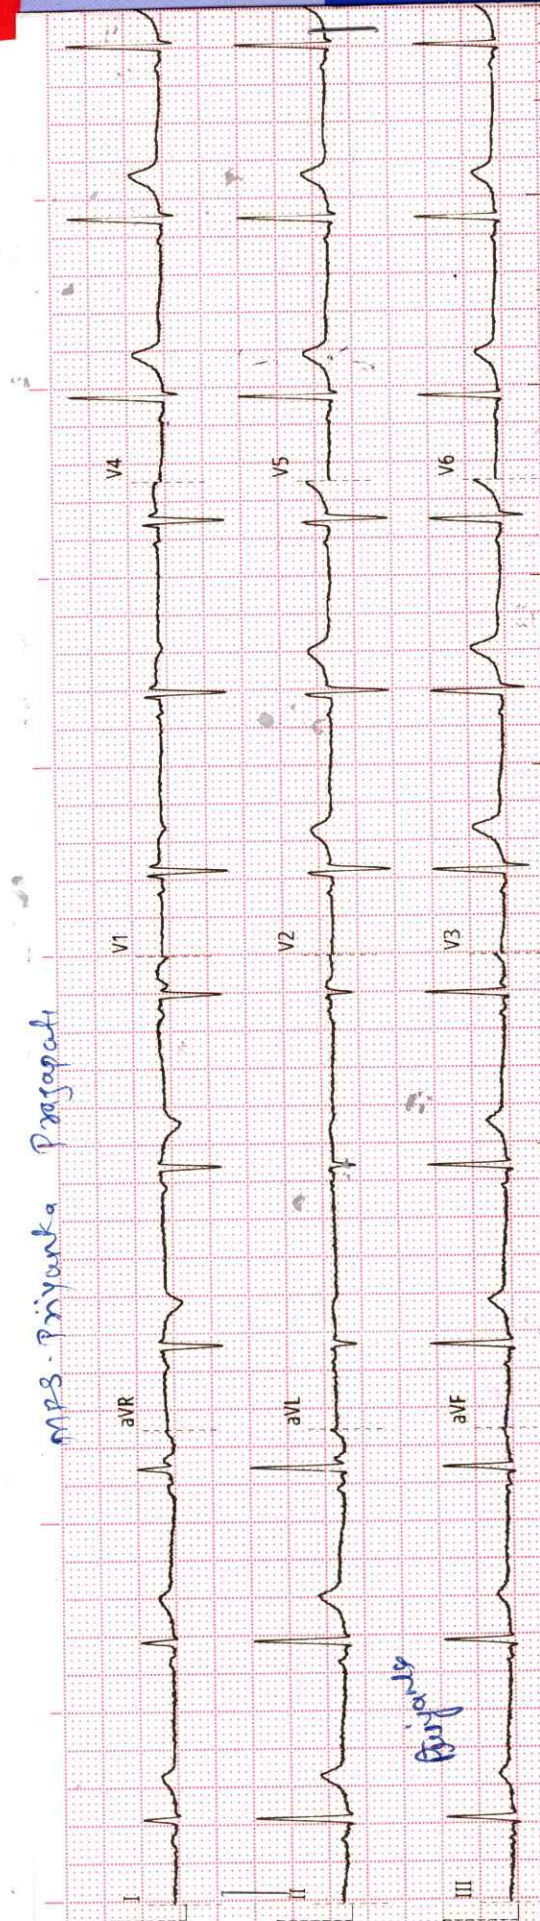 MRS. Priyanka Prajapati
I
aVR
V1
V4
II
aVL
V2
V5
III
aVF
V3
V6
Priyanka